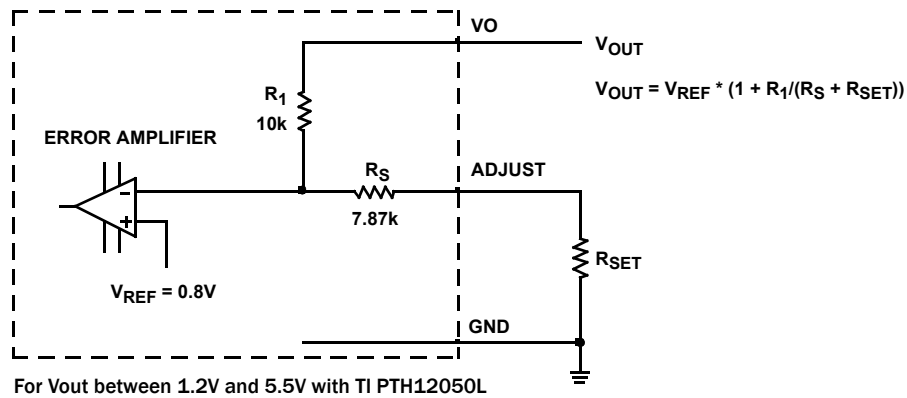 VO
VOUT
VOUT = VREF * (1 + R1/(RS + RSET))
R1
10k
ERROR AMPLIFIER
RS
7.87k
ADJUST
-
+
RSET
VREF = 0.8V
GND
For Vout between 1.2V and 5.5V with TI PTH12050L